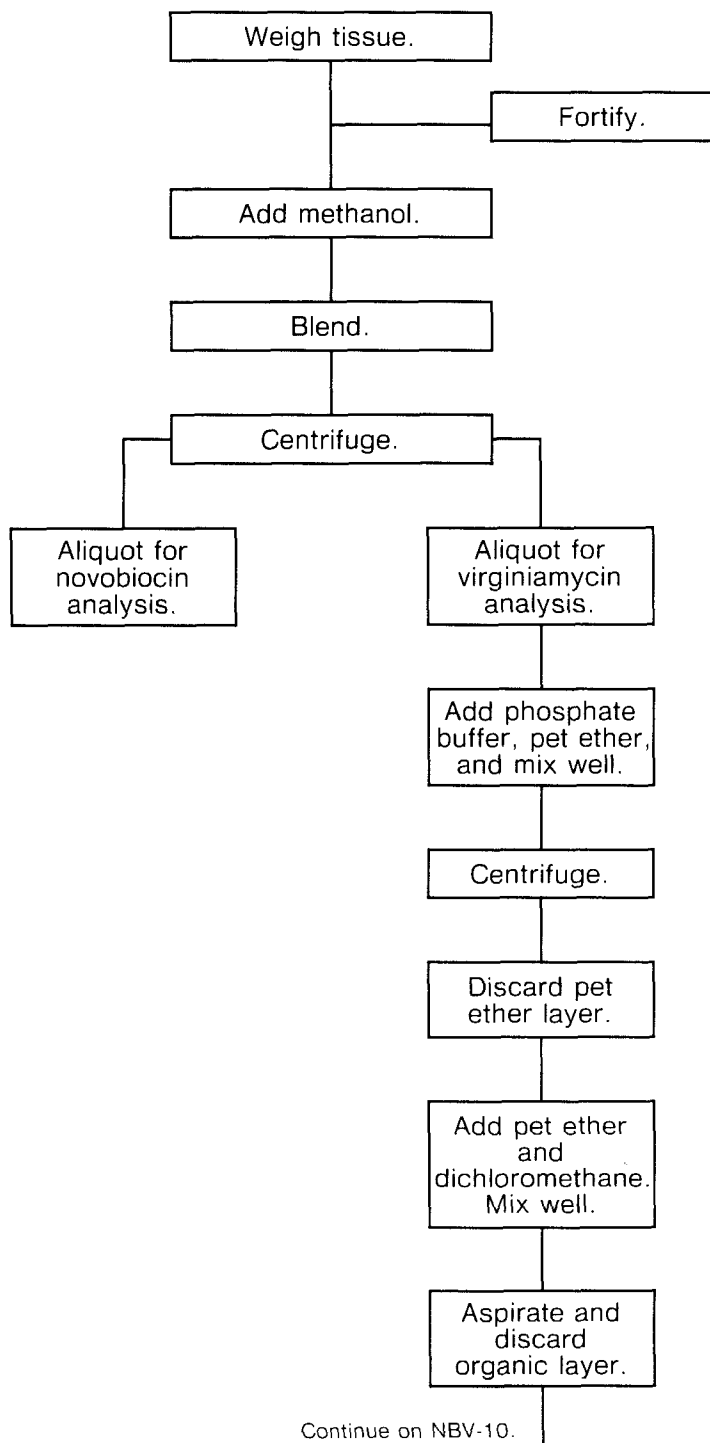 Weigh tissue.
Fortify.
Add methanol.
Blend.
Centrifuge.
Aliquot for
novobiocin
analysis.
Aliquot for
virginiamycin
analysis.
Add phosphate
buffer, pet ether,
and mix well.
Centrifuge.
Discard pet
ether layer.
Add pet ether
and
dichloromethane.
Mix well.
Aspirate and
discard
organic layer.
Continue on NBV-10.